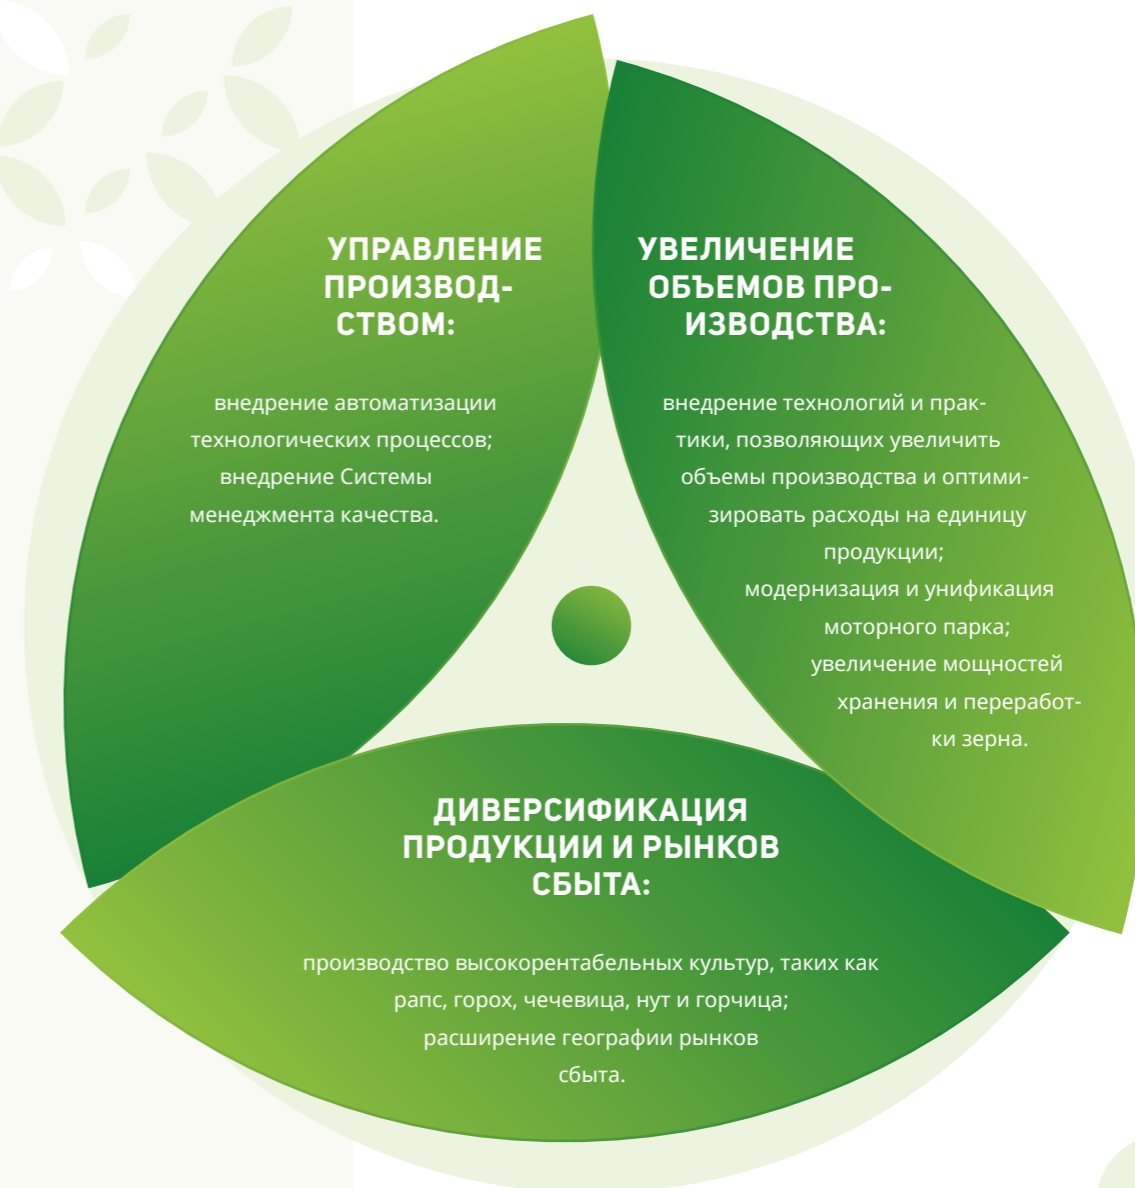 УПРАВЛЕНИЕ
ПРОИЗВОД-
СТВОМ:
внедрение автоматизации
технологических процессов;
внедрение Системы
менеджмента качества.
УВЕЛИЧЕНИЕ
ОБЪЕМОВ ПРО-
ИЗВОДСТВА:
внедрение технологий и прак-
тики, позволяющих увеличить
объемы производства и оптими-
зировать расходы на единицу
продукции;
модернизация и унификация
моторного парка;
увеличение мощностей
хранения и переработ-
ки зерна.
ДИВЕРСИФИКАЦИЯ
ПРОДУКЦИИ И РЫНКОВ
СБЫТА:
производство высокорентабельных культур, таких как
рапс, горох, чечевица, нут и горчица;
расширение географии рынков
сбыта.